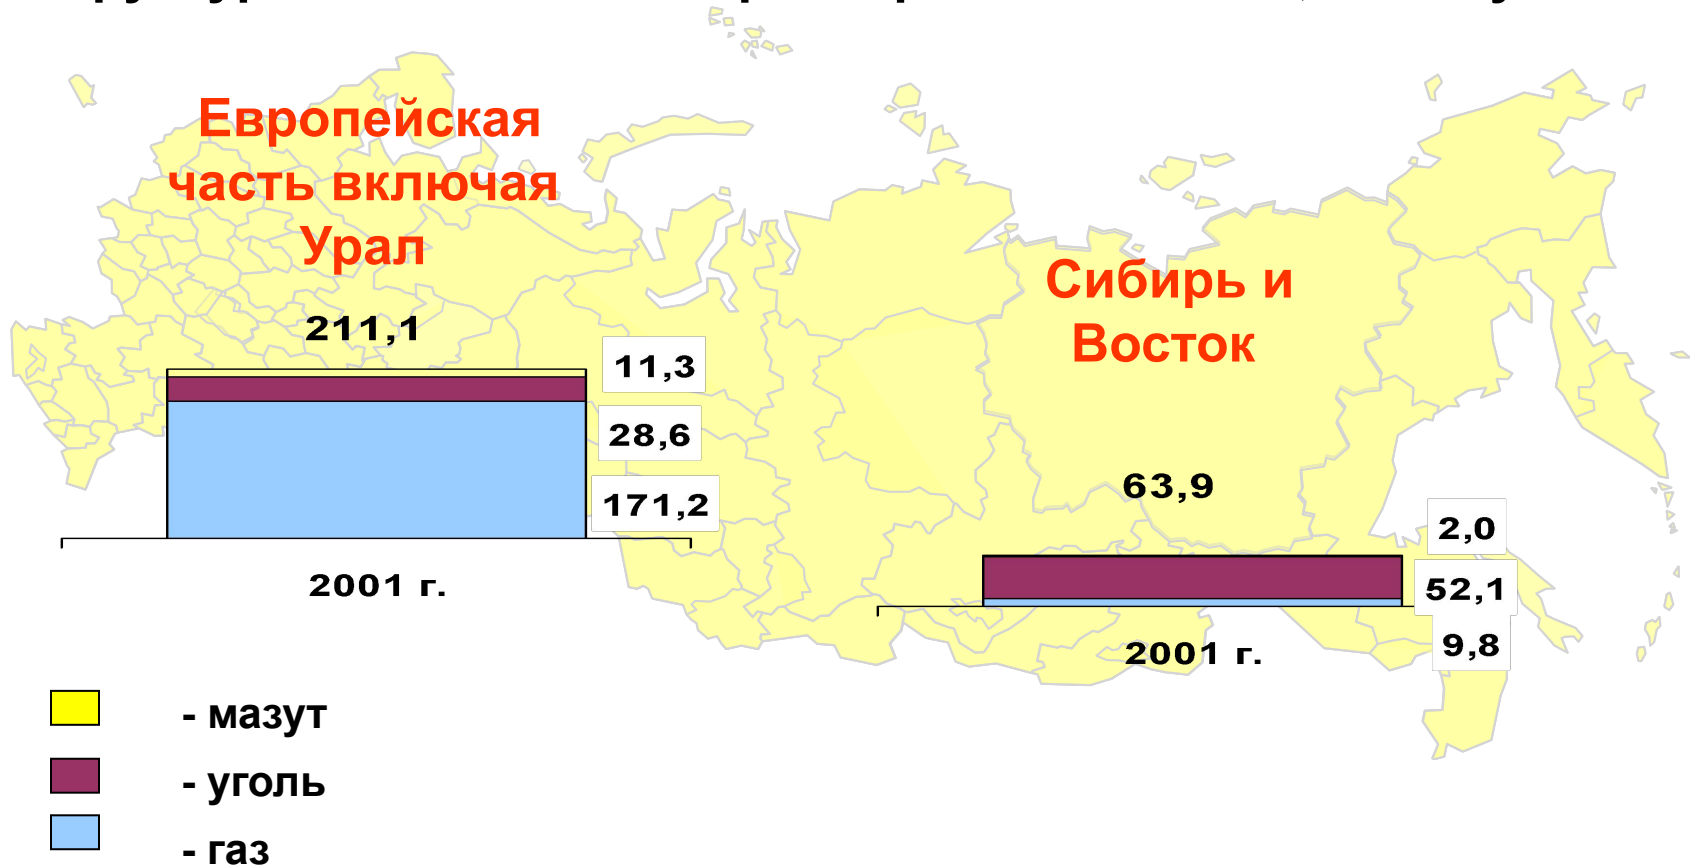 Европейская
часть включая
Урал
211,1
11,3
28,6
171,2
2001 г.
Сибирь и
Восток
63,9
2,0
52,1
9,8
2001 г.
- мазут
- уголь
- газ